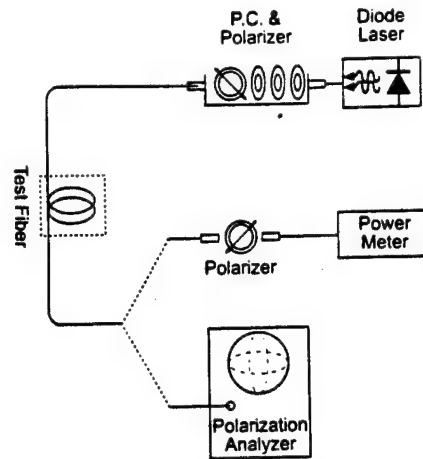 P.C. &
Polarizer
Diode
Laser
Test Fiber
Polarizer
Power
Meter
Polarization
Analyzer